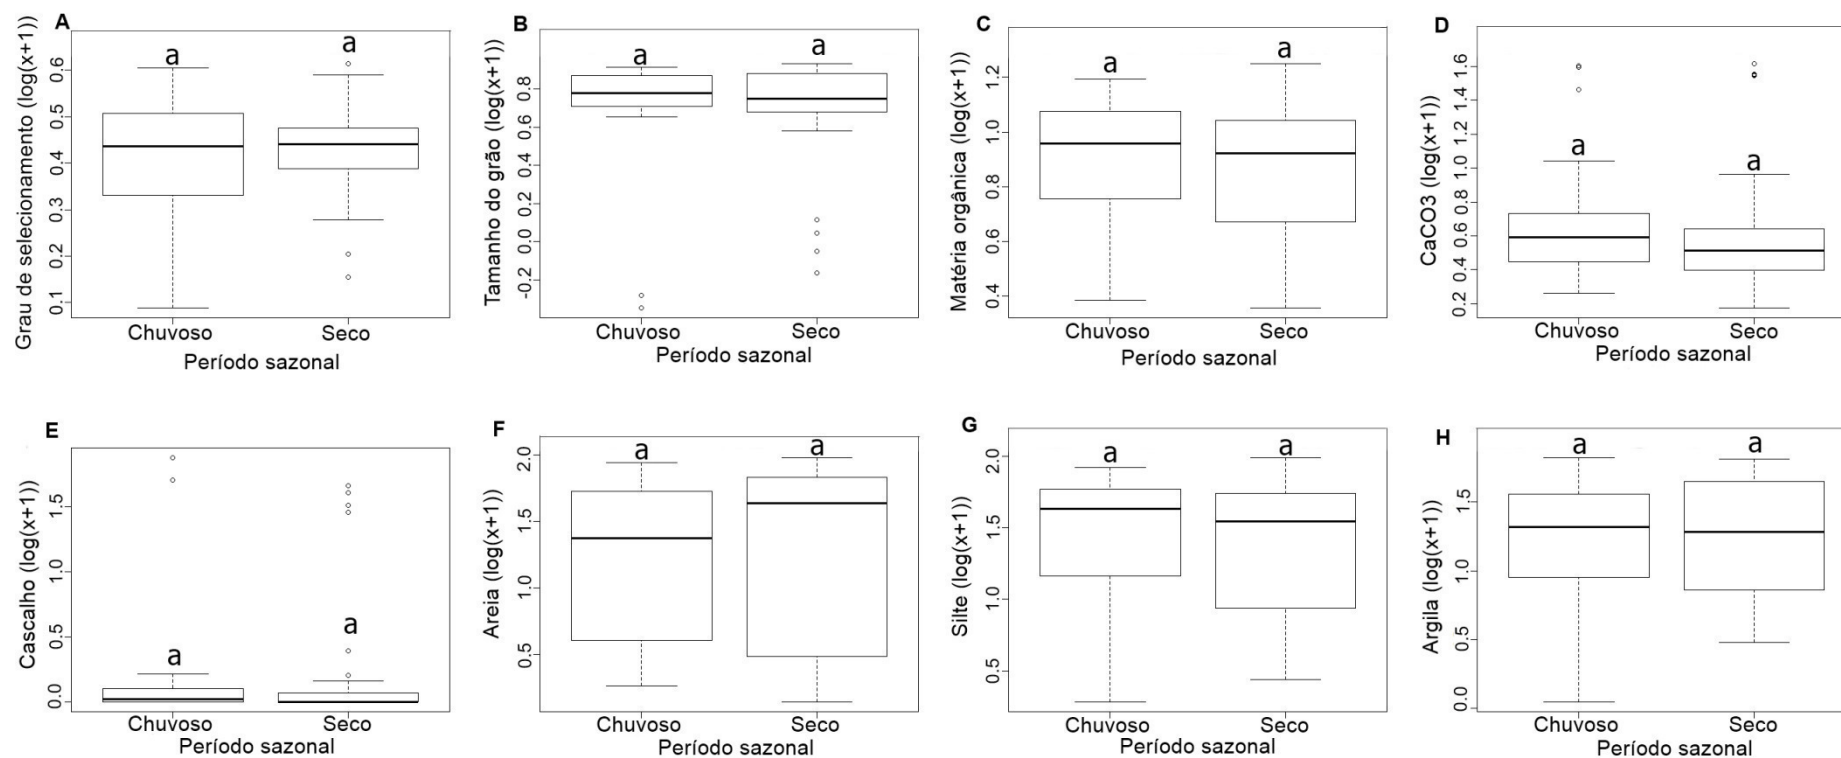 A
Grau de selecionamento (log(x+1))
0.1 0.2 0.3 0.4 0.5 0.6
a a
Chuvoso Seco
Período sazonal
B
Tamanho do grão (log(x+1))
-0.2 0.0 0.2 0.4 0.6 0.8
a a
Chuvoso Seco
Período sazonal
C
Matéria orgânica (log(x+1))
0.4 0.6 0.8 1.0 1.2
a a
Chuvoso Seco
Período sazonal
D
CaCO3 (log(x+1))
0.2 0.4 0.6 0.8 1.0 1.2 1.4 1.6
a a
Chuvoso Seco
Período sazonal
E
Cascalho (log(x+1))
0.0 0.5 1.0 1.5
a a
Chuvoso Seco
Período sazonal
F
Areia (log(x+1))
0.5 1.0 1.5 2.0
a a
Chuvoso Seco
Período sazonal
G
Silte (log(x+1))
0.5 1.0 1.5 2.0
a a
Chuvoso Seco
Período sazonal
H
Argila (log(x+1))
0.0 0.5 1.0 1.5
a a
Chuvoso Seco
Período sazonal